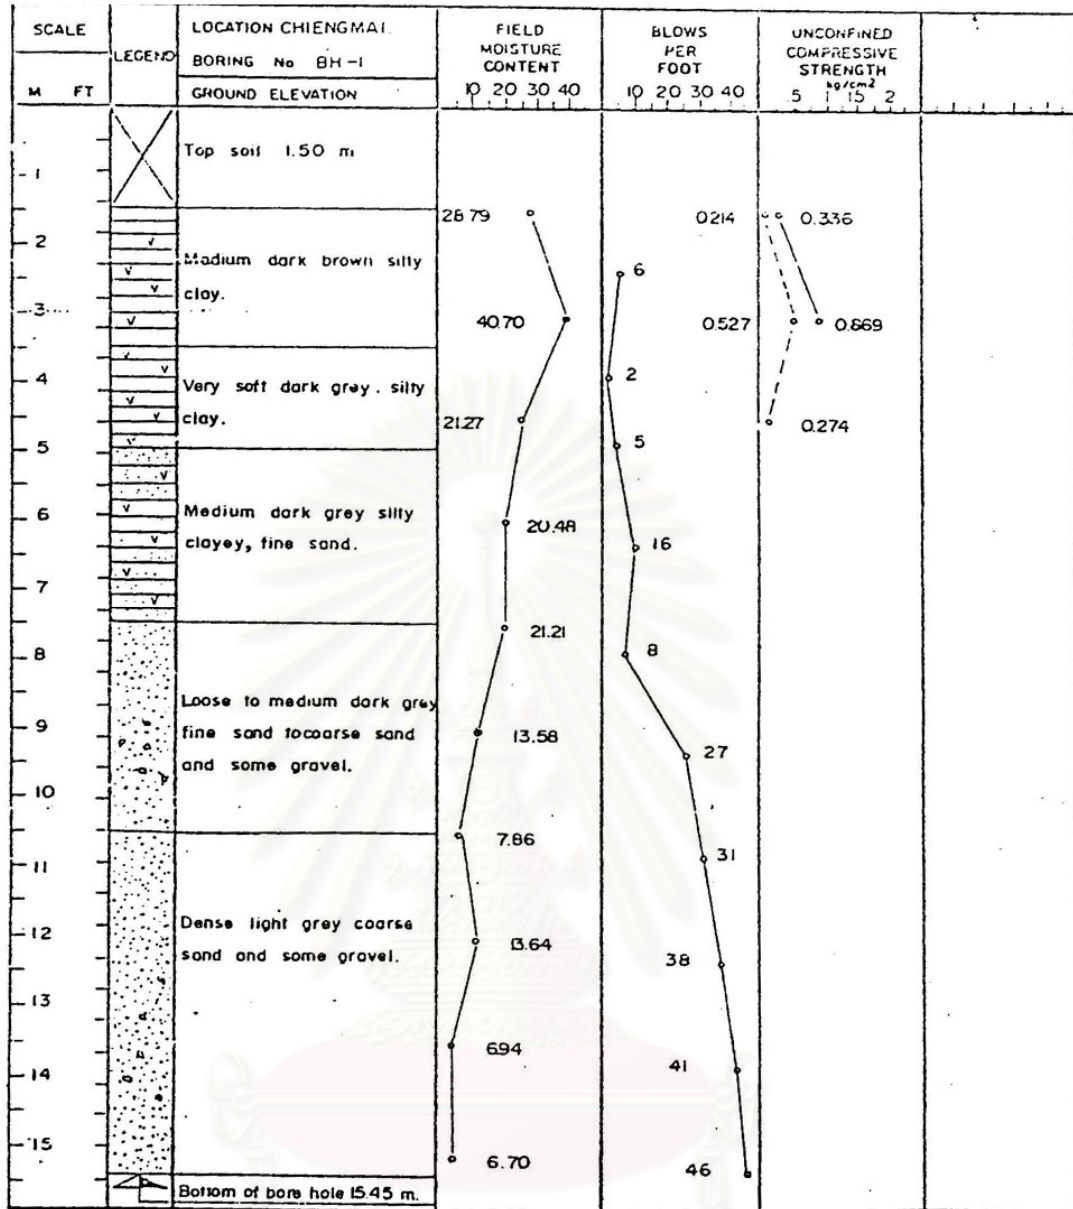 SCALE
M FT
LEGEND
LOCATION CHIENGMAI
BORING No BH-1
GROUND ELEVATION
FIELD
MOISTURE
CONTENT
10 20 30 40
BLOWS
PER
FOOT
10 20 30 40
UNCONFINED
COMPRESSIVE
STRENGTH
kg/cm2
.5 1 1.5 2
Top soil 1.50 m
1
28.79
0.214
0.336
2
Medium dark brown silty
clay.
6
3
40.70
0.527
0.869
4
Very soft dark grey. silty
clay.
2
21.27
0.274
5
5
6
Medium dark grey silty
clayey, fine sand.
20.48
16
7
21.21
8
8
Loose to medium dark grey
fine sand tocoarse sand
and some gravel.
9
13.58
27
10
7.86
11
31
Dense light grey coarse
sand and some gravel.
12
13.64
38
13
6.94
14
41
15
6.70
46
Bottom of bore hole 15.45 m.